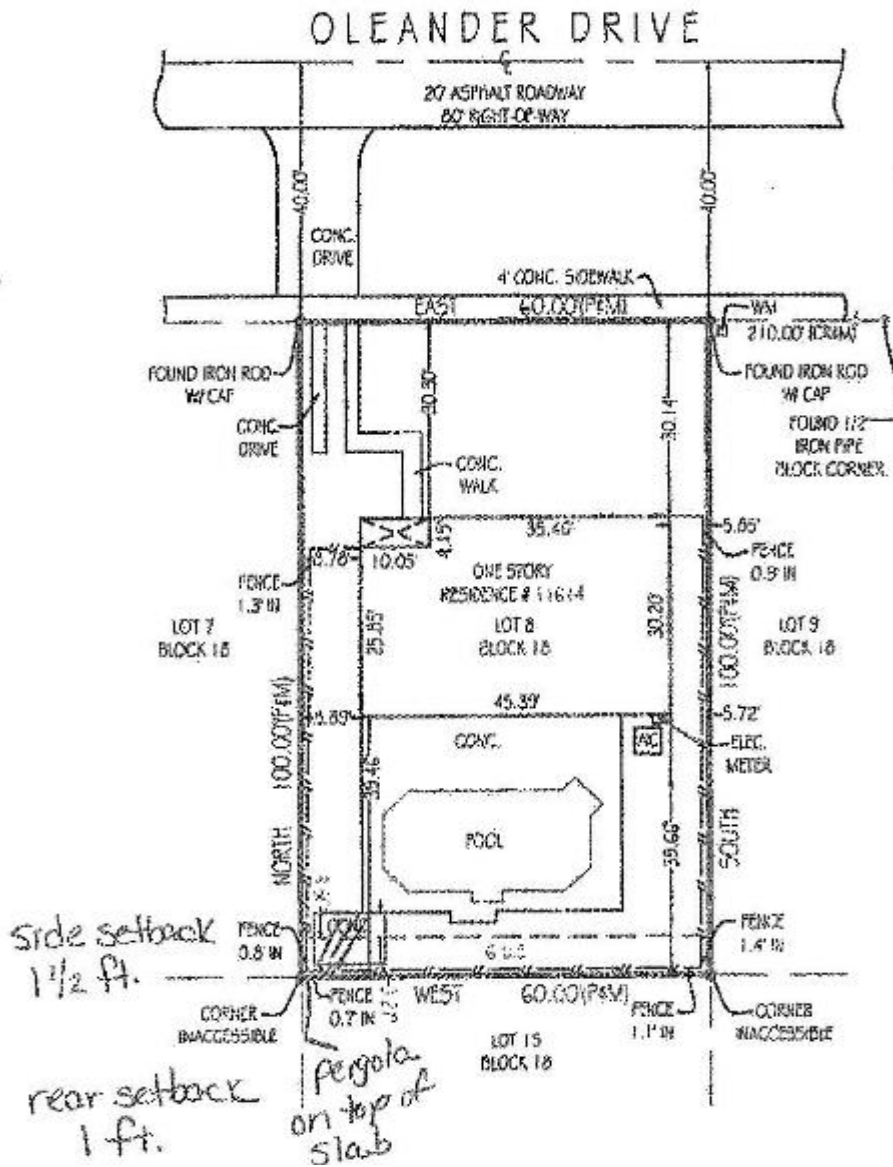 OLEANDER DRIVE
20' ASPHALT ROADWAY
80' RIGHT-OF-WAY
40.00'
40.00'
CONC.
DRIVE
4' CONC. SIDEWALK
EAST 60.00'(P&M)
WM
210.00'(CR&M)
FOUND IRON ROD
W/ CAP
FOUND IRON ROD
W/ CAP
CONC.
DRIVE
FOUND 1/2"
IRON PIPE
BLOCK CORNER
30.30'
30.14'
CONC.
WALK
4.15'
35.40'
5.65'
FENCE
0.9' IN
10.05'
FENCE
1.3' IN
ONE STORY
RESIDENCE # 11614
LOT 7
BLOCK 18
25.85'
LOT 8
BLOCK 18
30.20'
100.00'(P&M)
LOT 9
BLOCK 18
45.39'
5.72'
100.00'(P&M)
CONC.
A/C
ELEC.
METER
39.46'
POOL
39.66'
NORTH
SOUTH
side setback
1 1/2 ft.
FENCE
0.8' IN
CONC.
FENCE
1.4' IN
FENCE
0.7' IN
WEST 60.00'(P&M)
FENCE
1.1' IN
CORNER
INACCESSIBLE
CORNER
INACCESSIBLE
LOT 15
BLOCK 18
rear setback
1 ft.
pergola
on top of
slab